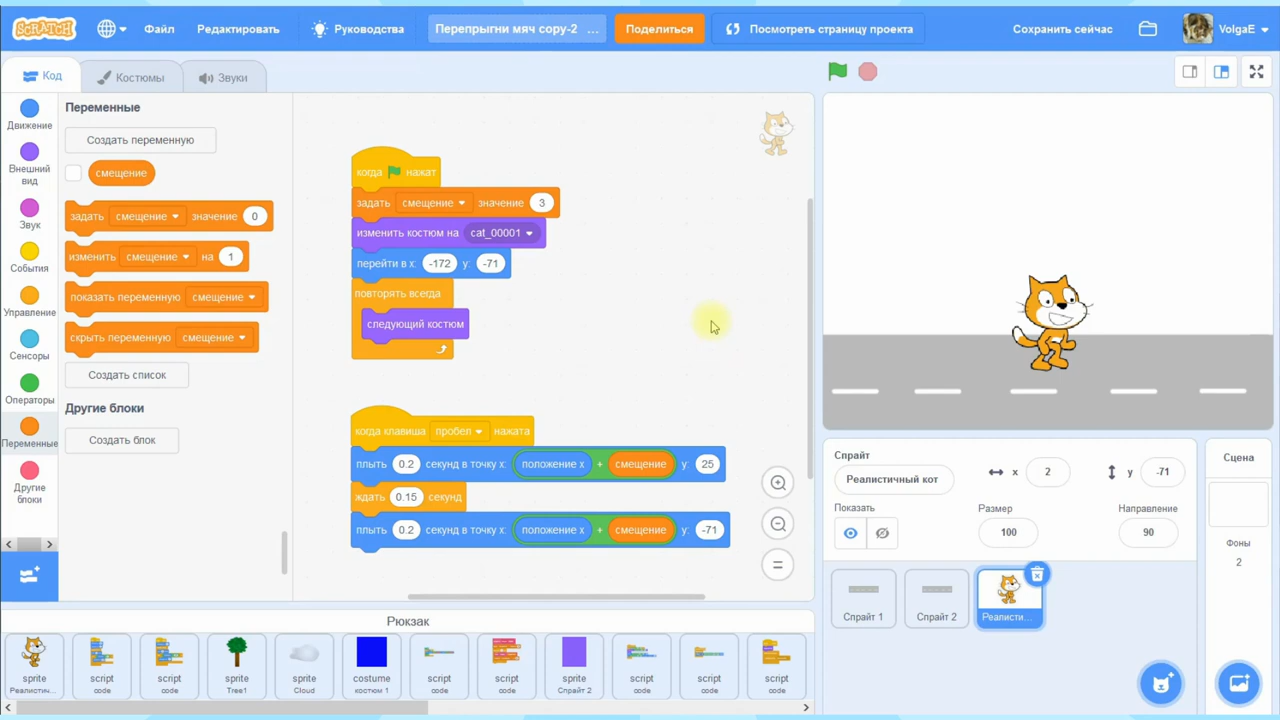 SCRATCH Файл Редактировать Руководства Перепрыгни мяч copy-2 ... Поделиться Посмотреть страницу проекта Сохранить сейчас VolgaE
Код Костюмы Звуки
Движение
Внешний вид
Звук
События
Управление
Сенсоры
Операторы
Переменные
Другие блоки
Переменные
Создать переменную
смещение
задать смещение значение 0
изменить смещение на 1
показать переменную смещение
скрыть переменную смещение
Создать список
Другие блоки
Создать блок
когда нажат
задать смещение значение 3
изменить костюм на cat_00001
перейти в x: -172 y: -71
повторять всегда
следующий костюм
когда клавиша пробел нажата
плыть 0.2 секунд в точку x: положение x + смещение y: 25
ждать 0.15 секунд
плыть 0.2 секунд в точку x: положение x + смещение y: -71
Спрайт
Реалистичный кот
x 2 y -71
Показать Размер Направление
100 90
Спрайт 1 Спрайт 2 Реалисти...
Сцена
Фоны
2
Рюкзак
sprite script script sprite sprite costume script script sprite script script script
Реалистич... code code Tree1 Cloud костюм 1 code code Спрайт 2 code code code